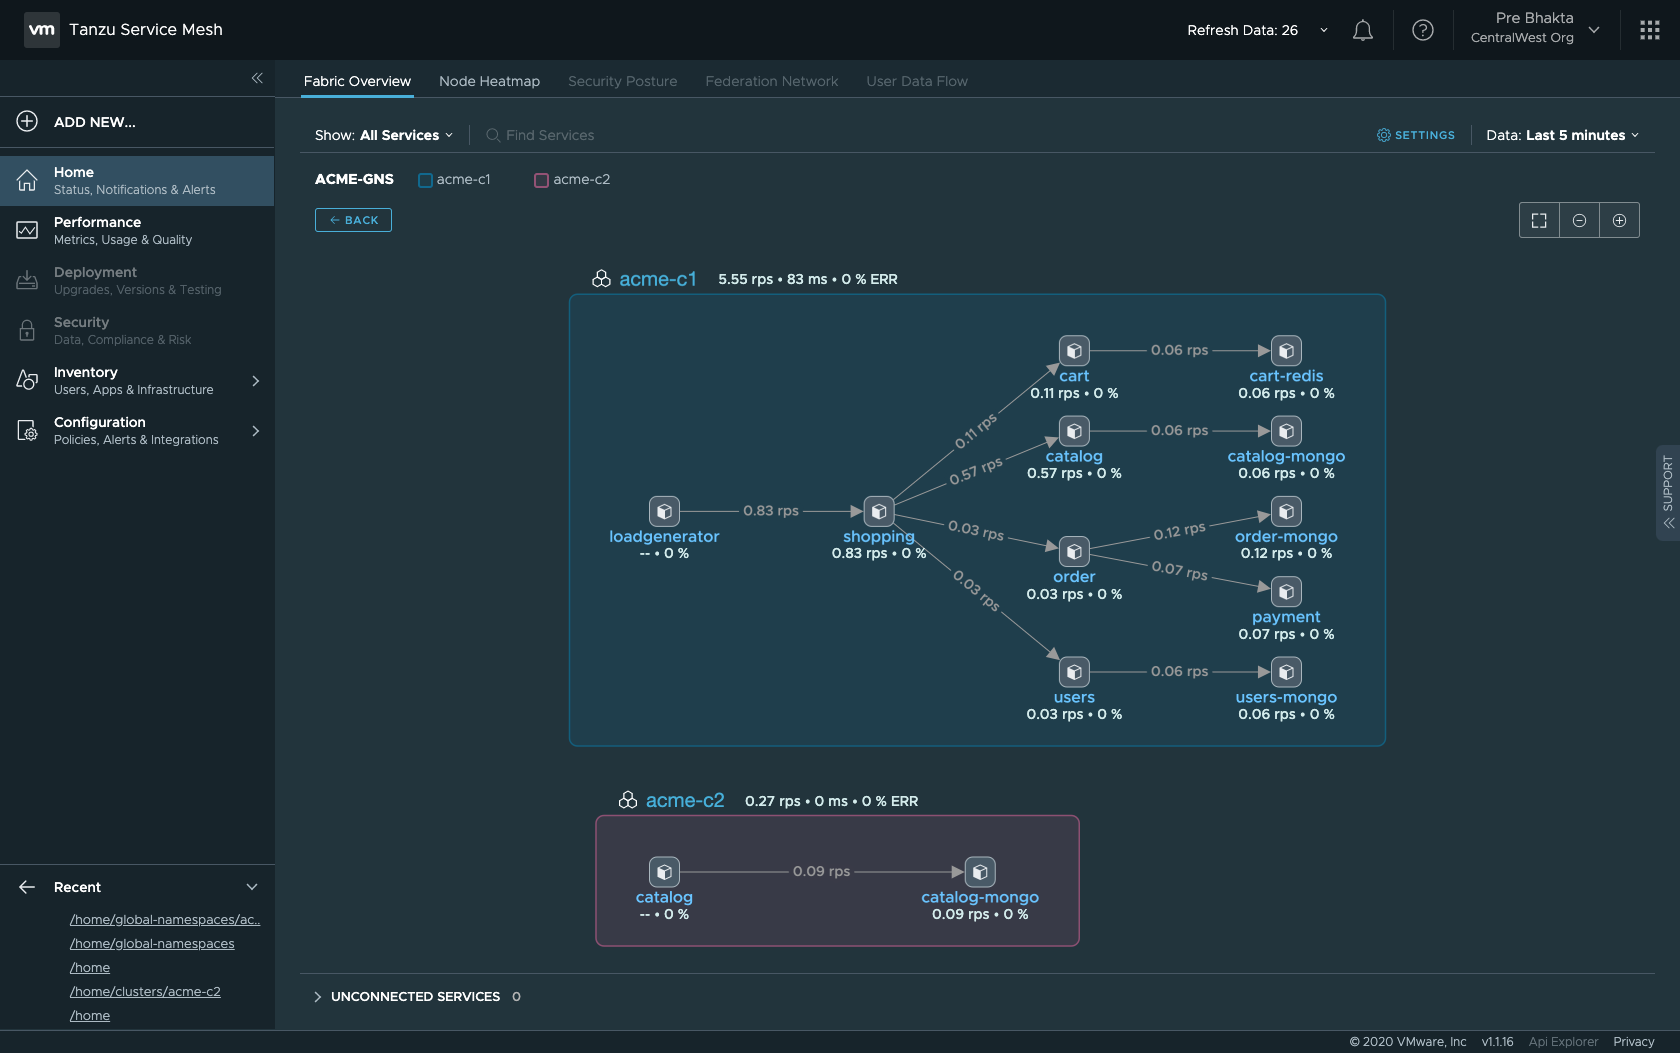 vm Tanzu Service Mesh
Refresh Data: 26
Pre Bhakta
CentralWest Org
ADD NEW...
Home
Status, Notifications & Alerts
Performance
Metrics, Usage & Quality
Deployment
Upgrades, Versions & Testing
Security
Data, Compliance & Risk
Inventory
Users, Apps & Infrastructure
Configuration
Policies, Alerts & Integrations
Recent
/home/global-namespaces/ac..
/home/global-namespaces
/home
/home/clusters/acme-c2
/home
Fabric Overview Node Heatmap Security Posture Federation Network User Data Flow
Show: All Services Find Services SETTINGS Data: Last 5 minutes
ACME-GNS acme-c1 acme-c2
← BACK
acme-c1 5.55 rps • 83 ms • 0 % ERR
loadgenerator
-- • 0 %
0.83 rps
shopping
0.83 rps • 0 %
0.11 rps
0.57 rps
0.03 rps
0.03 rps
cart
0.11 rps • 0 %
0.06 rps
cart-redis
0.06 rps • 0 %
catalog
0.57 rps • 0 %
0.06 rps
catalog-mongo
0.06 rps • 0 %
order
0.03 rps • 0 %
0.12 rps
order-mongo
0.12 rps • 0 %
0.07 rps
payment
0.07 rps • 0 %
users
0.03 rps • 0 %
0.06 rps
users-mongo
0.06 rps • 0 %
acme-c2 0.27 rps • 0 ms • 0 % ERR
catalog
-- • 0 %
0.09 rps
catalog-mongo
0.09 rps • 0 %
UNCONNECTED SERVICES 0
SUPPORT
© 2020 VMware, Inc v1.1.16 Api Explorer Privacy